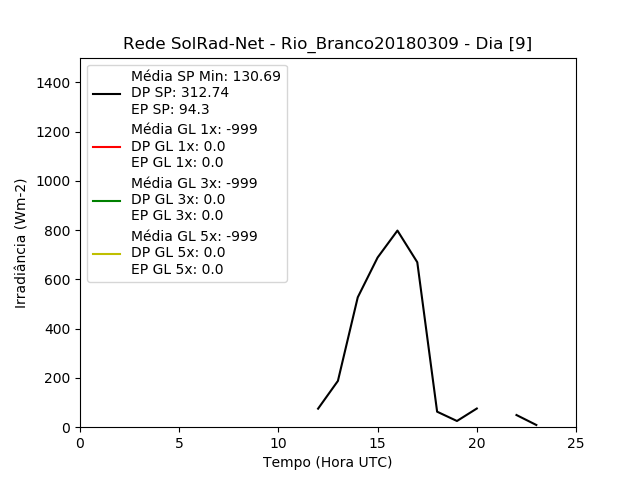 Rede SolRad-Net - Rio_Branco20180309 - Dia [9]
Média SP Min: 130.69
DP SP: 312.74
EP SP: 94.3
Média GL 1x: -999
DP GL 1x: 0.0
EP GL 1x: 0.0
Média GL 3x: -999
DP GL 3x: 0.0
EP GL 3x: 0.0
Média GL 5x: -999
DP GL 5x: 0.0
EP GL 5x: 0.0
Irradiância (Wm-2)
1400
1200
1000
800
600
400
200
0
0 5 10 15 20 25
Tempo (Hora UTC)